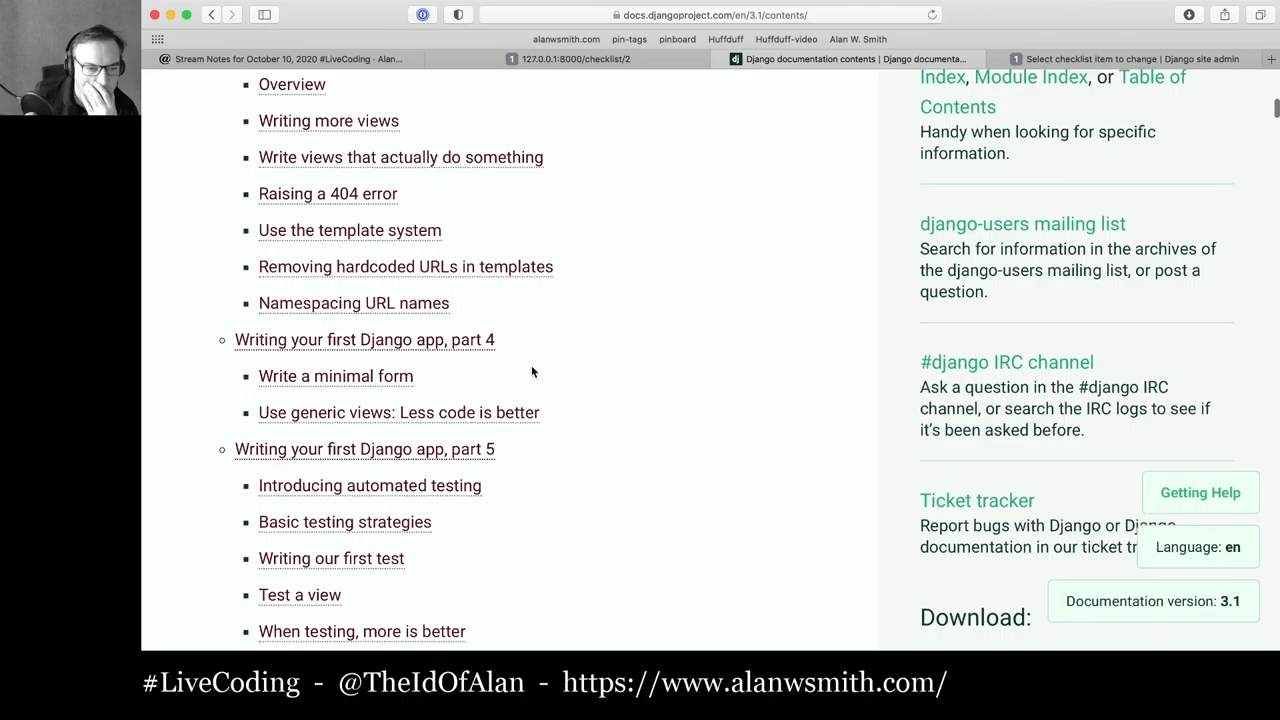 docs.djangoproject.com/en/3.1/contents/
alanwsmith.com pin-tags pinboard Huffduff Huffduff-video Alan W. Smith
Stream Notes for October 10, 2020 #LiveCoding - Alan...
1 127.0.0.1:8000/checklist/2
dj Django documentation contents | Django documenta...
1 Select checklist item to change | Django site admin
Overview
Writing more views
Write views that actually do something
Raising a 404 error
Use the template system
Removing hardcoded URLs in templates
Namespacing URL names
Writing your first Django app, part 4
Write a minimal form
Use generic views: Less code is better
Writing your first Django app, part 5
Introducing automated testing
Basic testing strategies
Writing our first test
Test a view
When testing, more is better
Index, Module Index, or Table of
Contents
Handy when looking for specific
information.
django-users mailing list
Search for information in the archives of
the django-users mailing list, or post a
question.
#django IRC channel
Ask a question in the #django IRC
channel, or search the IRC logs to see if
it's been asked before.
Ticket tracker
Report bugs with Django or Django
documentation in our ticket tr
Getting Help
Language: en
Documentation version: 3.1
Download:
#LiveCoding - @TheIdOfAlan - https://www.alanwsmith.com/